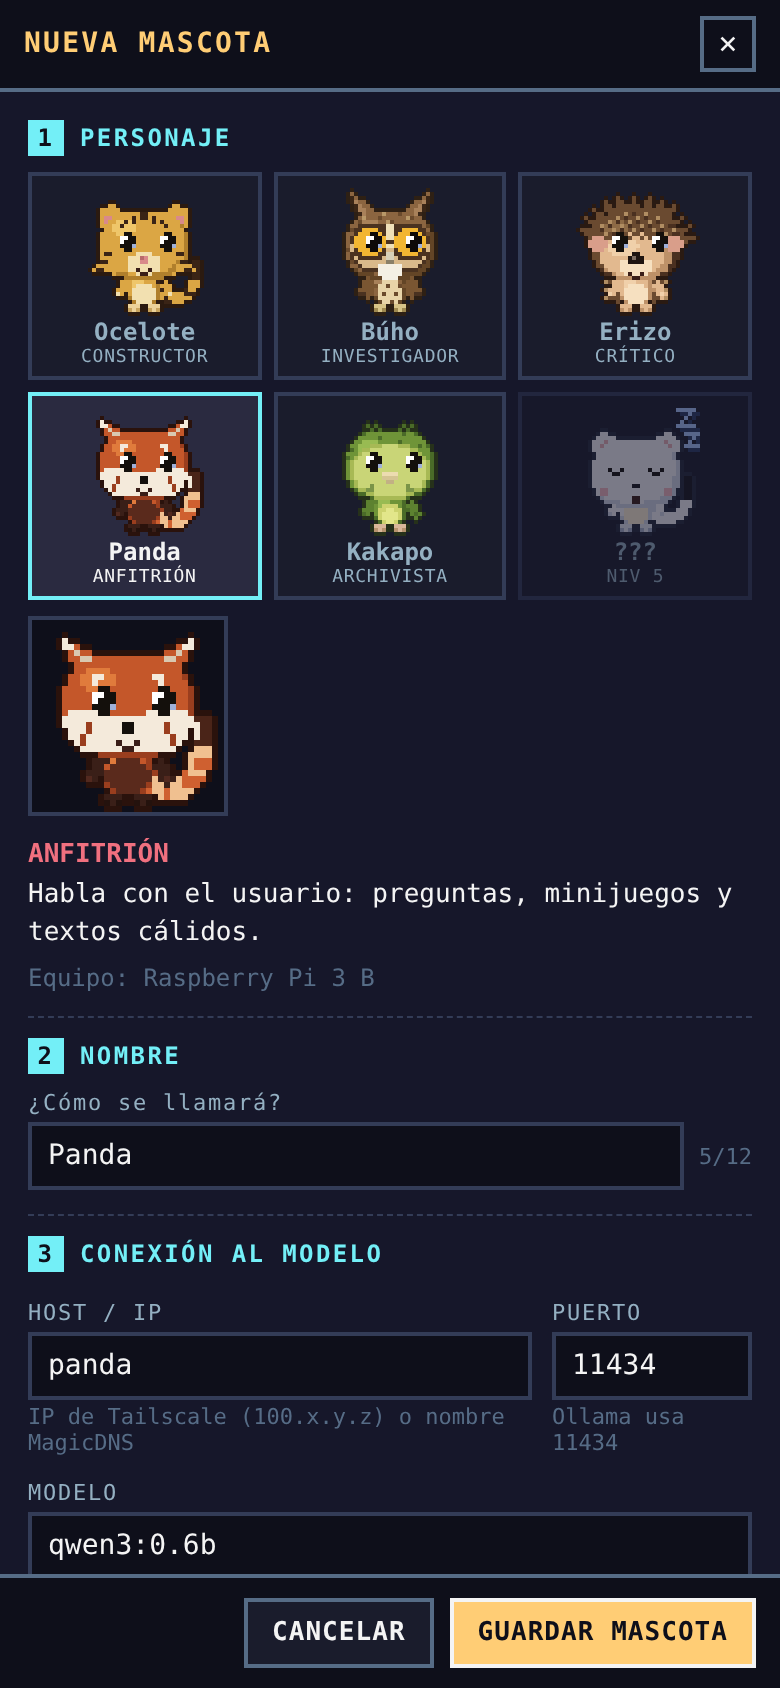 NUEVA MASCOTA
×
1 PERSONAJE
Ocelote
CONSTRUCTOR
Búho
INVESTIGADOR
Erizo
CRÍTICO
Panda
ANFITRIÓN
Kakapo
ARCHIVISTA
???
NIV 5
ANFITRIÓN
Habla con el usuario: preguntas, minijuegos y
textos cálidos.
Equipo: Raspberry Pi 3 B
2 NOMBRE
¿Cómo se llamará?
Panda
5/12
3 CONEXIÓN AL MODELO
HOST / IP
panda
IP de Tailscale (100.x.y.z) o nombre
MagicDNS
PUERTO
11434
Ollama usa
11434
MODELO
qwen3:0.6b
CANCELAR
GUARDAR MASCOTA